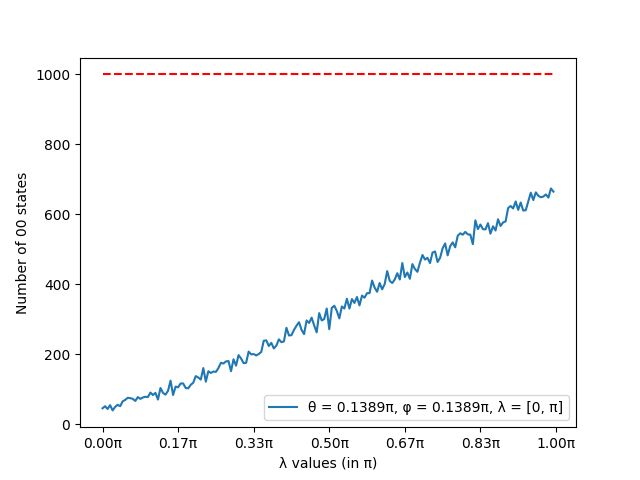 1000
800
600
400
200
0
Number of 00 states
θ = 0.1389π, φ = 0.1389π, λ = [0, π]
0.00π 0.17π 0.33π 0.50π 0.67π 0.83π 1.00π
λ values (in π)